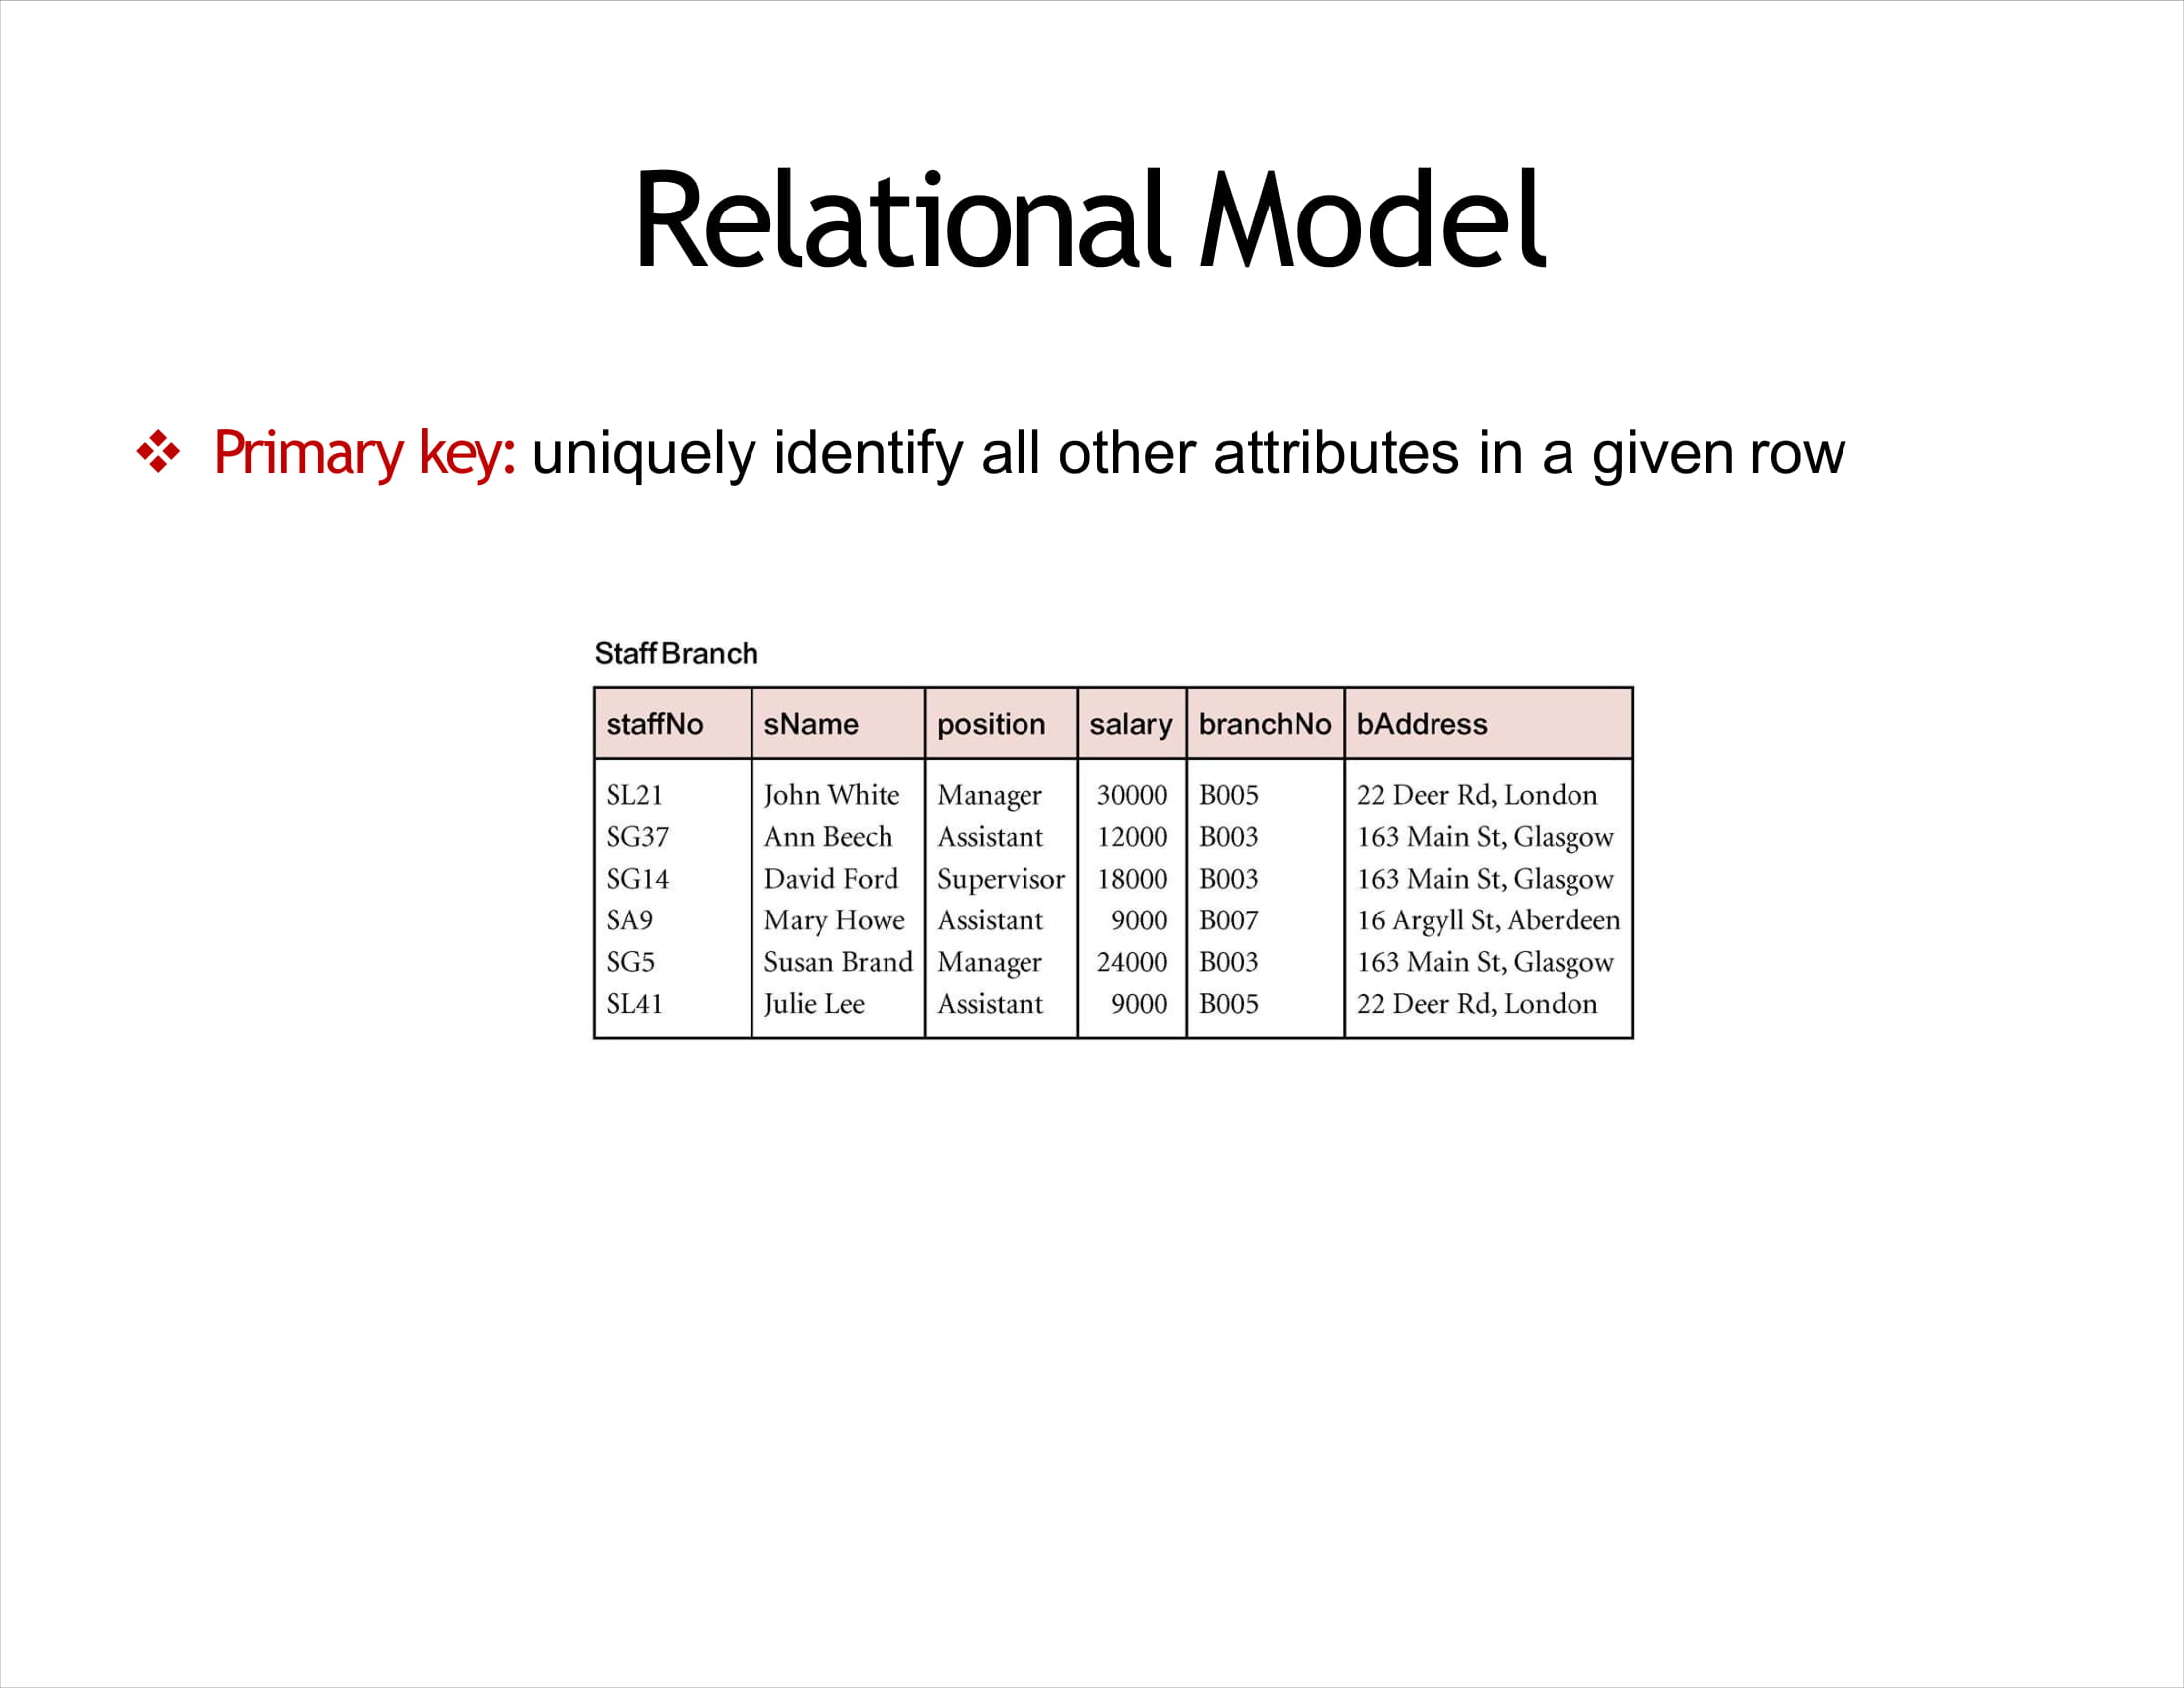 Relational Model
❖ Primary key: uniquely identify all other attributes in a given row
StaffBranch
staffNo sName position salary branchNo bAddress
SL21 John White Manager 30000 B005 22 Deer Rd, London
SG37 Ann Beech Assistant 12000 B003 163 Main St, Glasgow
SG14 David Ford Supervisor 18000 B003 163 Main St, Glasgow
SA9 Mary Howe Assistant 9000 B007 16 Argyll St, Aberdeen
SG5 Susan Brand Manager 24000 B003 163 Main St, Glasgow
SL41 Julie Lee Assistant 9000 B005 22 Deer Rd, London